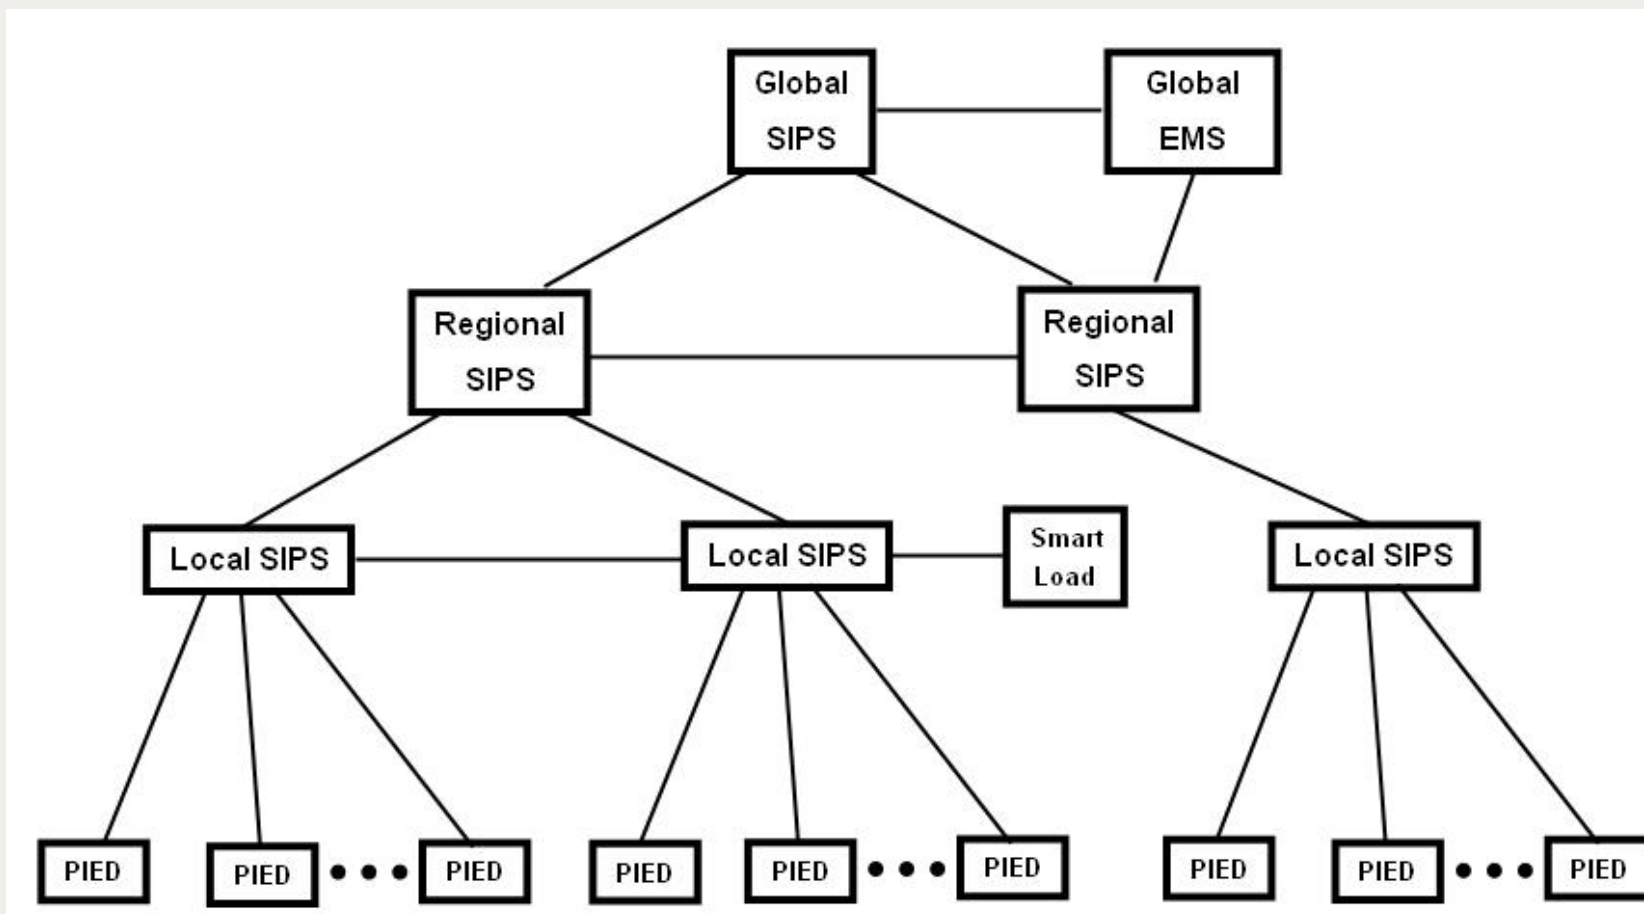 Global
SIPS
Global
EMS
Regional
SIPS
Regional
SIPS
Local SIPS
Local SIPS
Smart
Load
Local SIPS
PIED
PIED
PIED
PIED
PIED
PIED
PIED
PIED
PIED